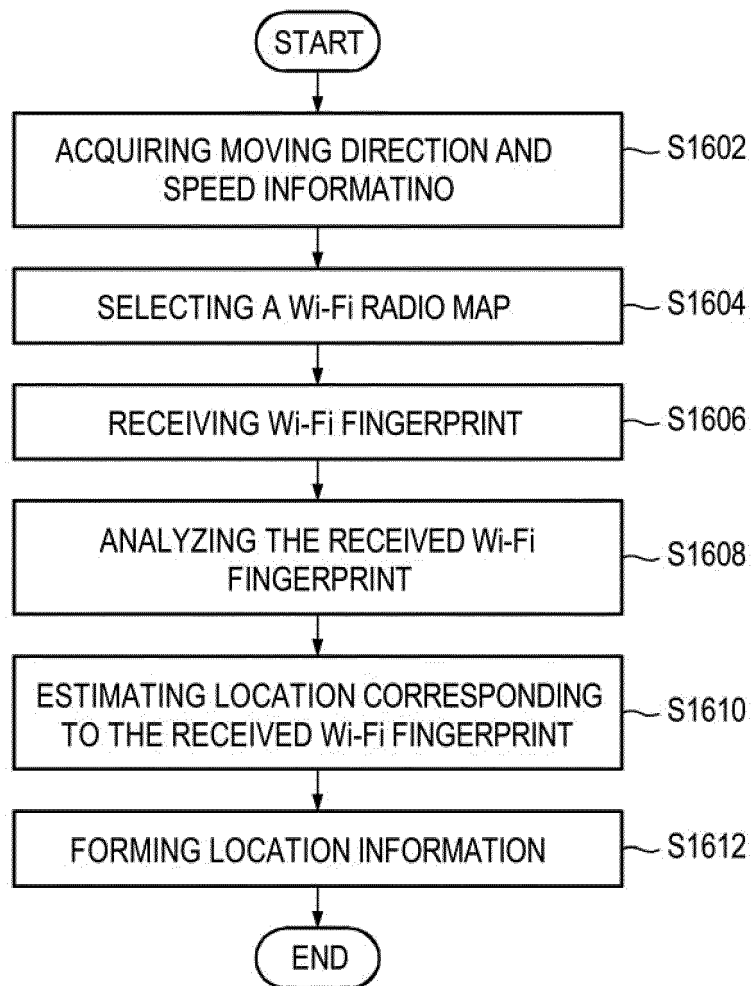 START
ACQUIRING MOVING DIRECTION AND
SPEED INFORMATINO
S1602
SELECTING A Wi-Fi RADIO MAP
S1604
RECEIVING Wi-Fi FINGERPRINT
S1606
ANALYZING THE RECEIVED Wi-Fi
FINGERPRINT
S1608
ESTIMATING LOCATION CORRESPONDING
TO THE RECEIVED Wi-Fi FINGERPRINT
S1610
FORMING LOCATION INFORMATION
S1612
END